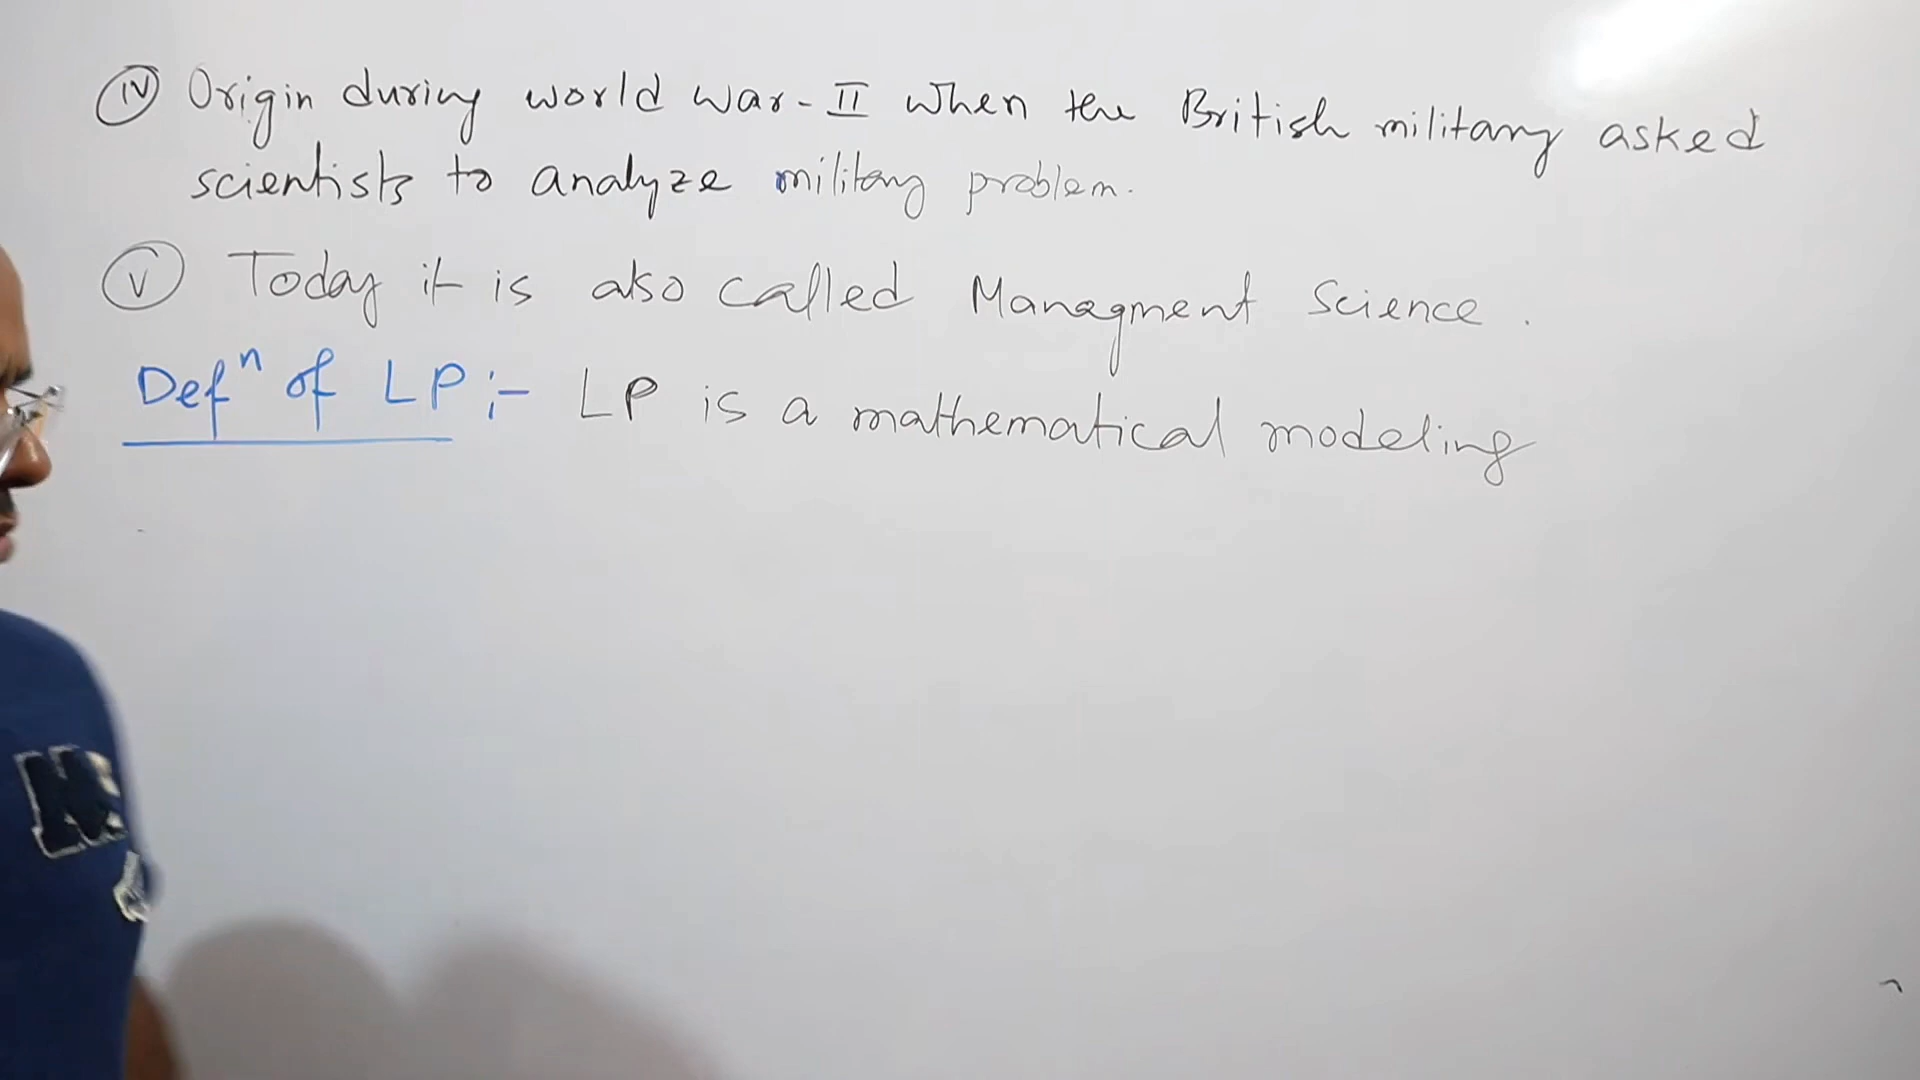 (iv) Origin during world war-II when the British military asked
scientists to analyze military problem.
(v) Today it is also called Managment Science.
Defⁿ of LP :- LP is a mathematical modeling